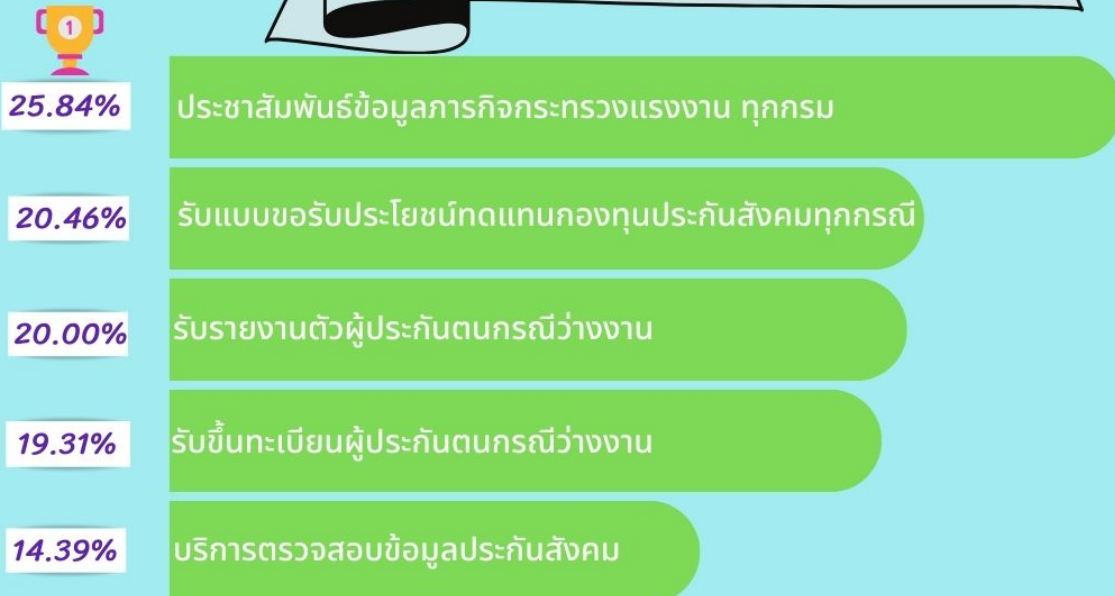 1
25.84% ประชาสัมพันธ์ข้อมูลภารกิจกระทรวงแรงงาน ทุกกรม
20.46% รับแบบขอรับประโยชน์ทดแทนกองทุนประกันสังคมทุกกรณี
20.00% รับรายงานตัวผู้ประกันตนกรณีว่างงาน
19.31% รับขึ้นทะเบียนผู้ประกันตนกรณีว่างงาน
14.39% บริการตรวจสอบข้อมูลประกันสังคม